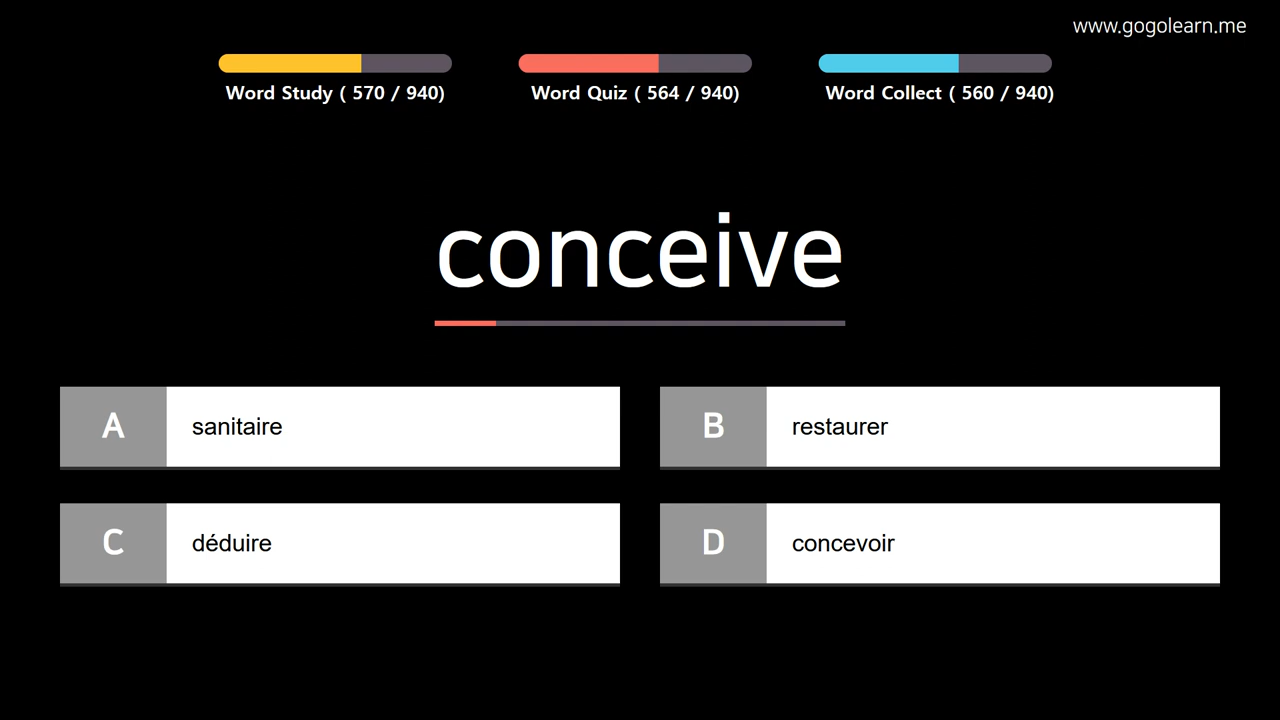 www.gogolearn.me
Word Study ( 570 / 940)
Word Quiz ( 564 / 940)
Word Collect ( 560 / 940)
conceive
A sanitaire
B restaurer
C déduire
D concevoir